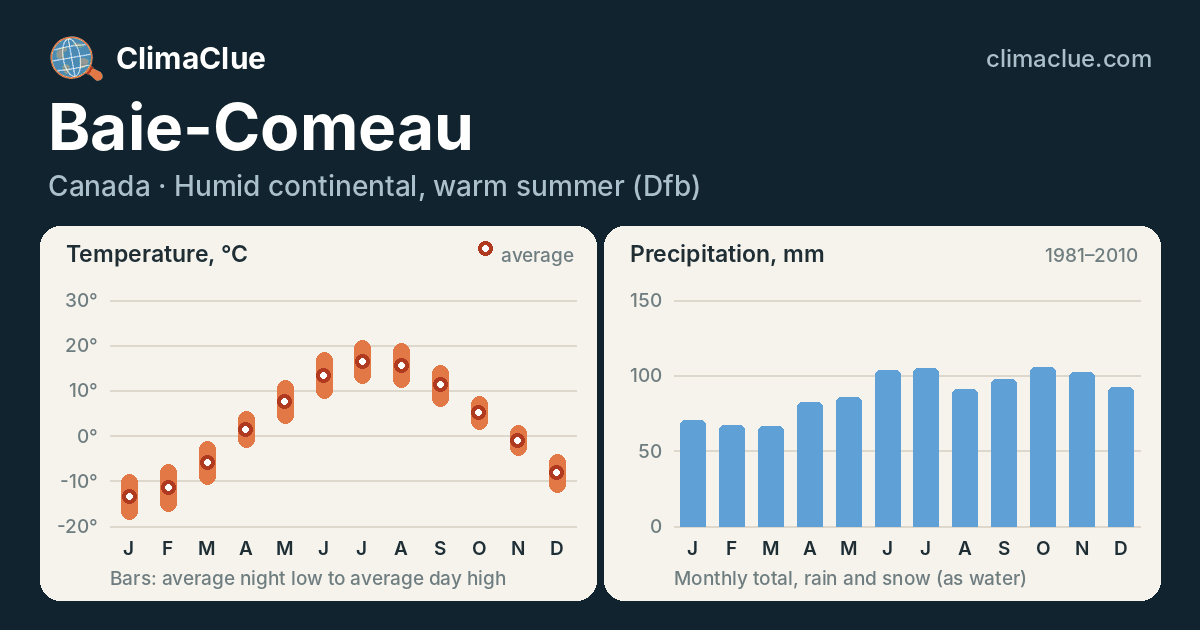 ClimaClue
climaclue.com
Baie-Comeau
Canada · Humid continental, warm summer (Dfb)
Temperature, °C
average
30°
20°
10°
0°
-10°
-20°
J F M A M J J A S O N D
Bars: average night low to average day high
Precipitation, mm
1981–2010
150
100
50
0
J F M A M J J A S O N D
Monthly total, rain and snow (as water)